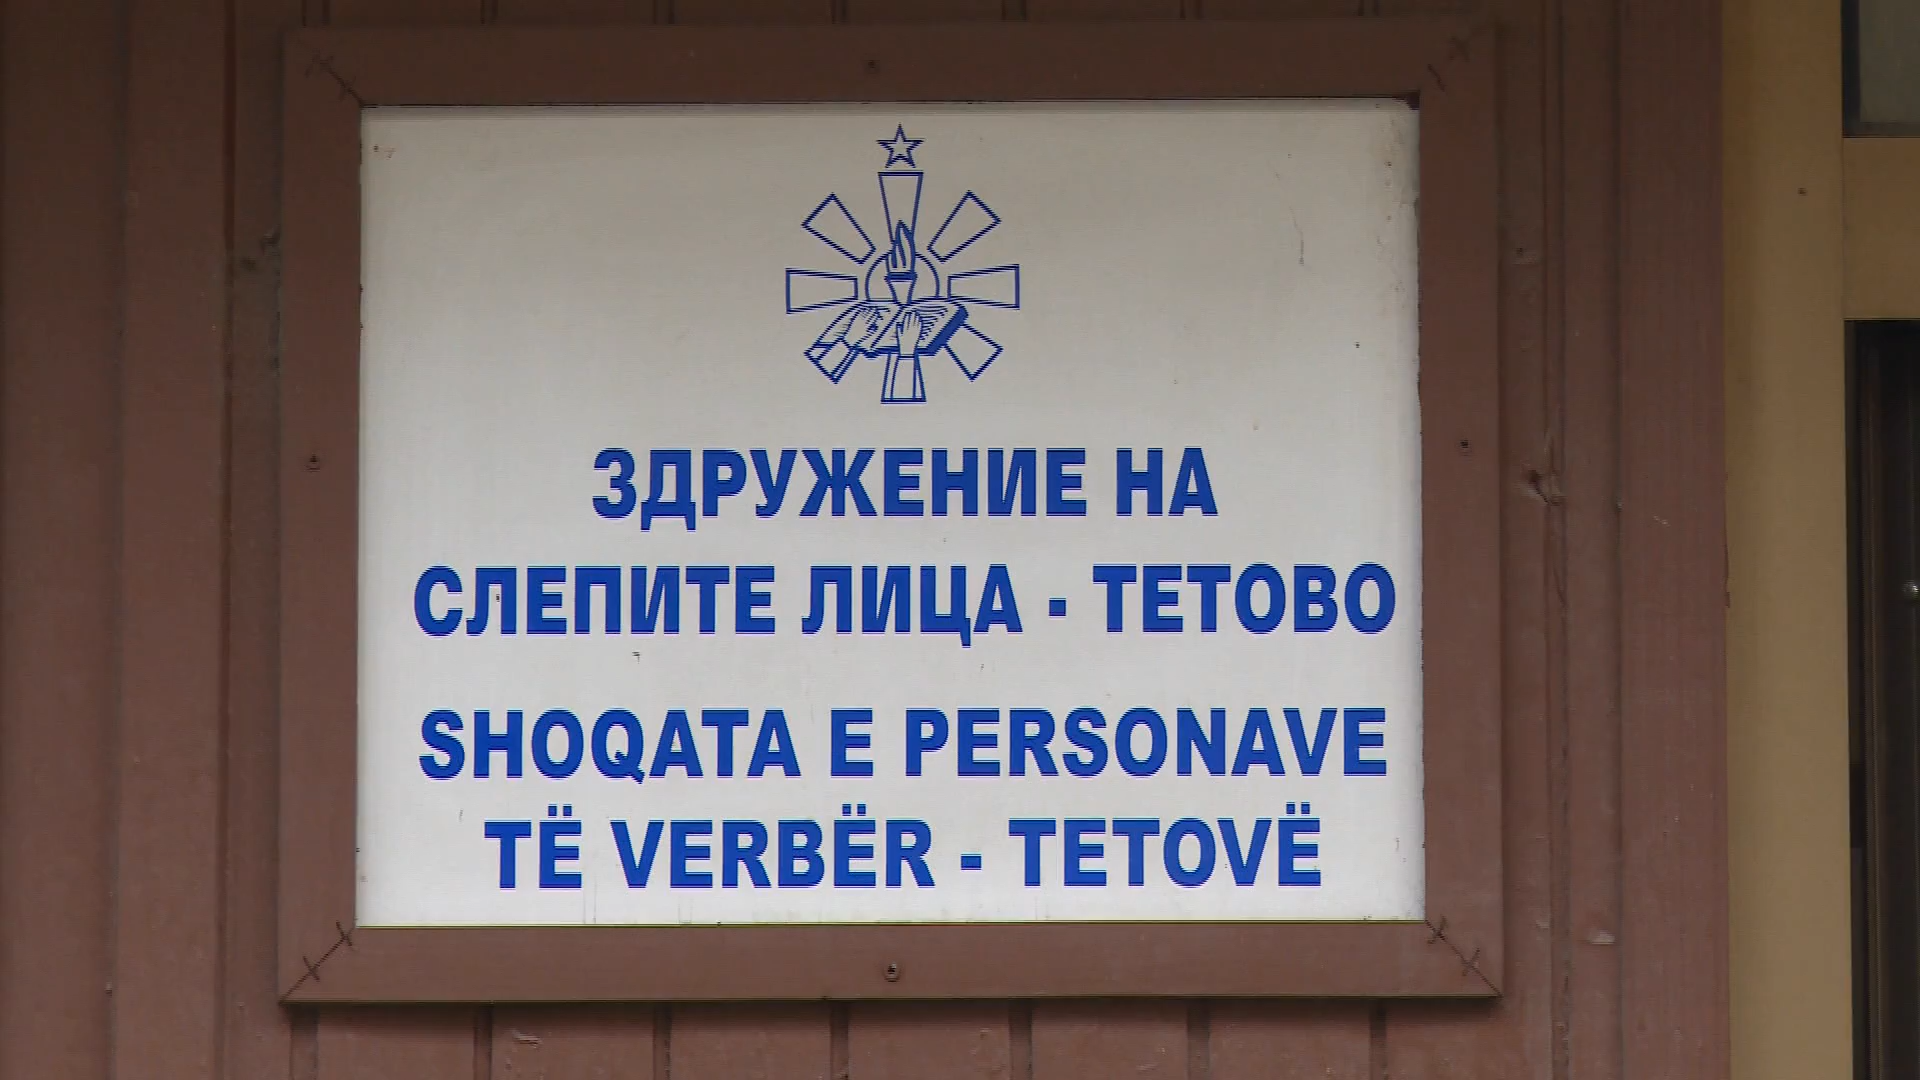 ЗДРУЖЕНИЕ НА
СЛЕПИТЕ ЛИЦА - ТЕТОВО
SHOQATA E PERSONAVE
TË VERBËR - TETOVË